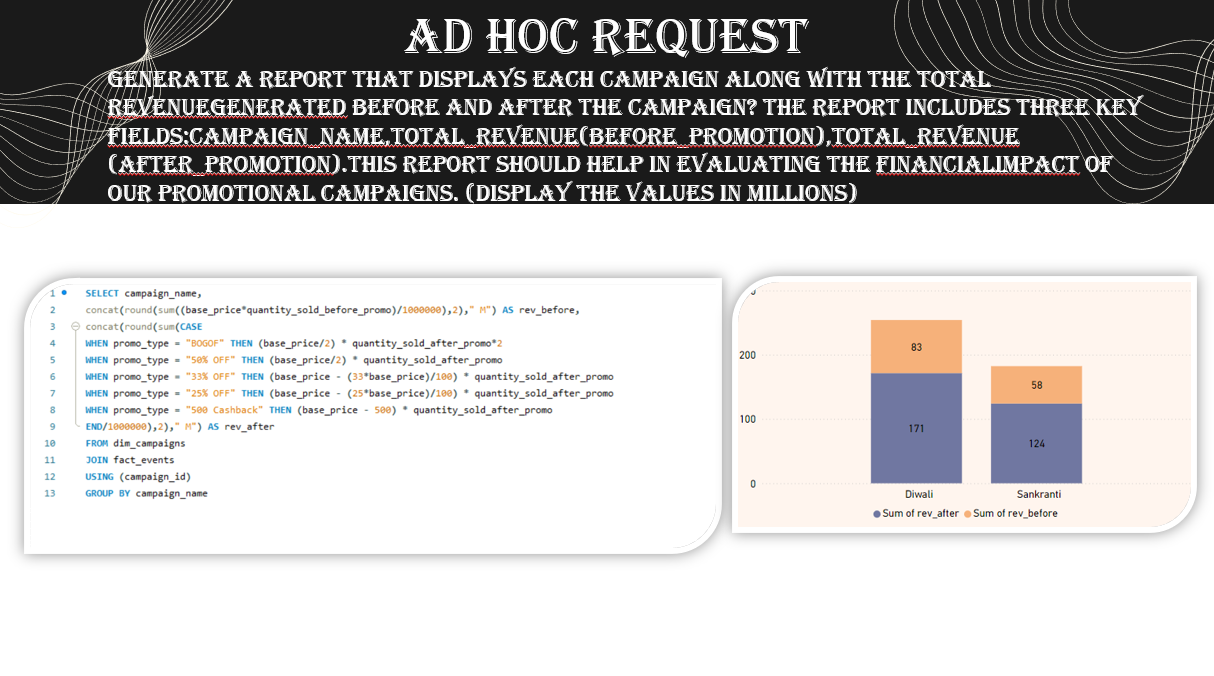 AD HOC REQUEST
GENERATE A REPORT THAT DISPLAYS EACH CAMPAIGN ALONG WITH THE TOTAL
REVENUEGENERATED BEFORE AND AFTER THE CAMPAIGN? THE REPORT INCLUDES THREE KEY
FIELDS:CAMPAIGN_NAME,TOTAL_REVENUE(BEFORE_PROMOTION),TOTAL_REVENUE
(AFTER_PROMOTION).THIS REPORT SHOULD HELP IN EVALUATING THE FINANCIALIMPACT OF
OUR PROMOTIONAL CAMPAIGNS. (DISPLAY THE VALUES IN MILLIONS)
1 SELECT campaign_name,
2 concat(round(sum((base_price*quantity_sold_before_promo)/1000000),2)," M") AS rev_before,
3 concat(round(sum(CASE
4 WHEN promo_type = "BOGOF" THEN (base_price/2) * quantity_sold_after_promo*2
5 WHEN promo_type = "50% OFF" THEN (base_price/2) * quantity_sold_after_promo
6 WHEN promo_type = "33% OFF" THEN (base_price - (33*base_price)/100) * quantity_sold_after_promo
7 WHEN promo_type = "25% OFF" THEN (base_price - (25*base_price)/100) * quantity_sold_after_promo
8 WHEN promo_type = "500 Cashback" THEN (base_price - 500) * quantity_sold_after_promo
9 END/1000000),2)," M") AS rev_after
10 FROM dim_campaigns
11 JOIN fact_events
12 USING (campaign_id)
13 GROUP BY campaign_name
83
200
58
100
171
124
0
Diwali Sankranti
Sum of rev_after Sum of rev_before